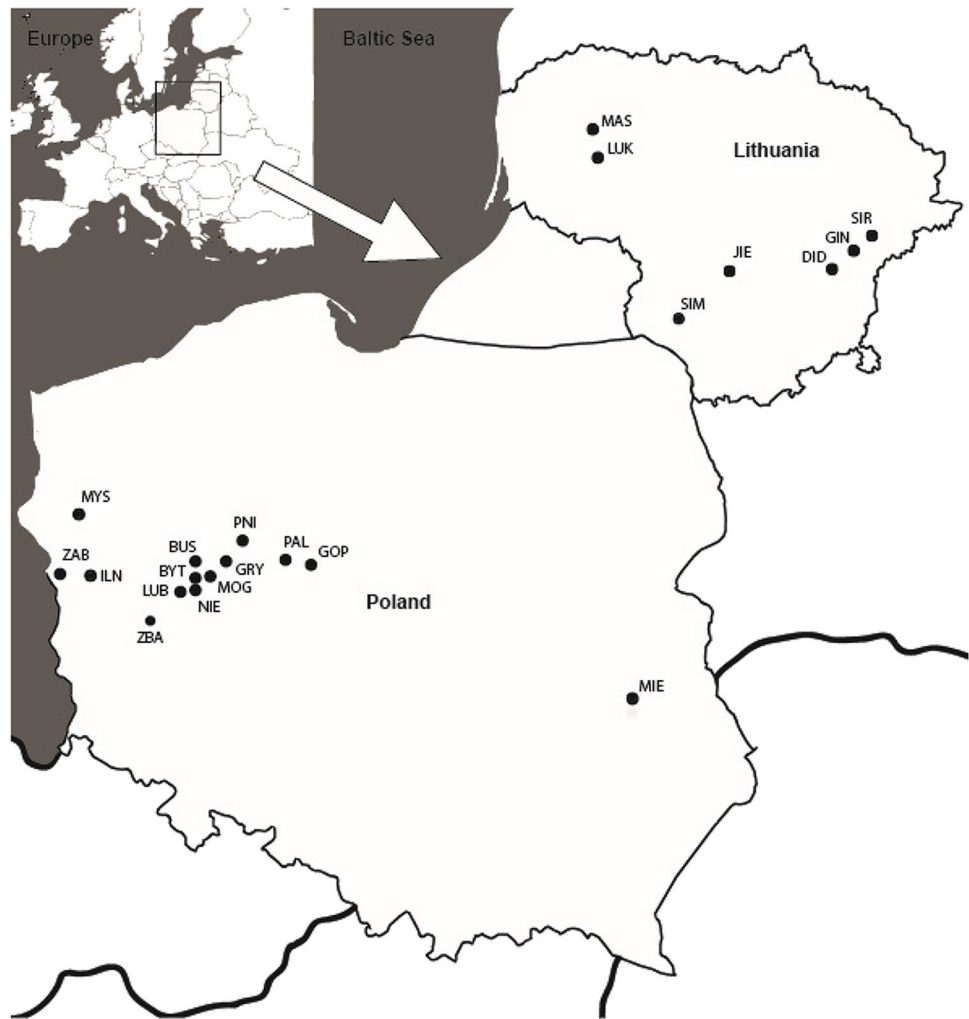 Europe
Baltic Sea
MAS
LUK
Lithuania
SIR
GIN
DID
JIE
SIM
MYS
PNI
ZAB
ILN
BUS
BYT
LUB
NIE
MOG
GRY
PAL
GOP
ZBA
Poland
MIE